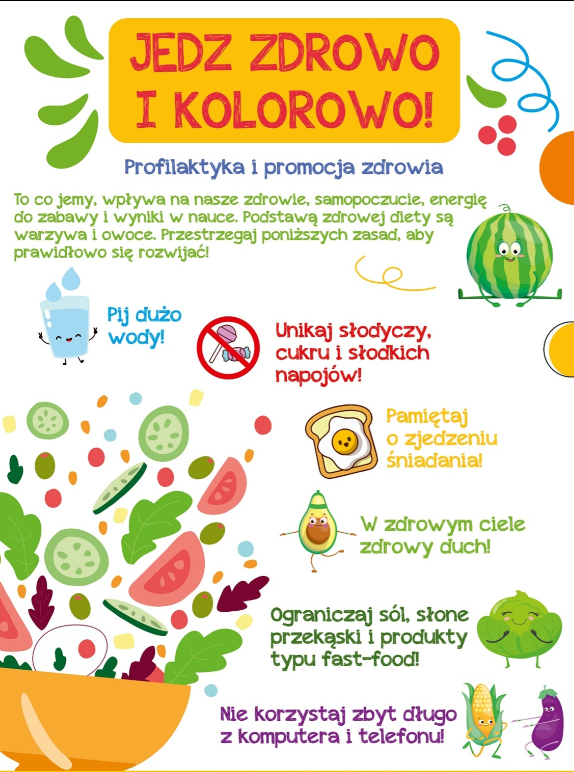 JEDZ ZDROWO
I KOLOROWO!
Profilaktyka i promocja zdrowia
To co jemy, wpływa na nasze zdrowie, samopoczucie, energię
do zabawy i wyniki w nauce. Podstawą zdrowej diety są
warzywa i owoce. Przestrzegaj poniższych zasad, aby
prawidłowo się rozwijać!
Pij dużo
wody!
Unikaj słodyczy,
cukru i słodkich
napojów!
Pamiętaj
o zjedzeniu
śniadania!
W zdrowym ciele
zdrowy duch!
Ograniczaj sól, słone
przekąski i produkty
typu fast-food!
Nie korzystaj zbyt długo
z komputera i telefonu!